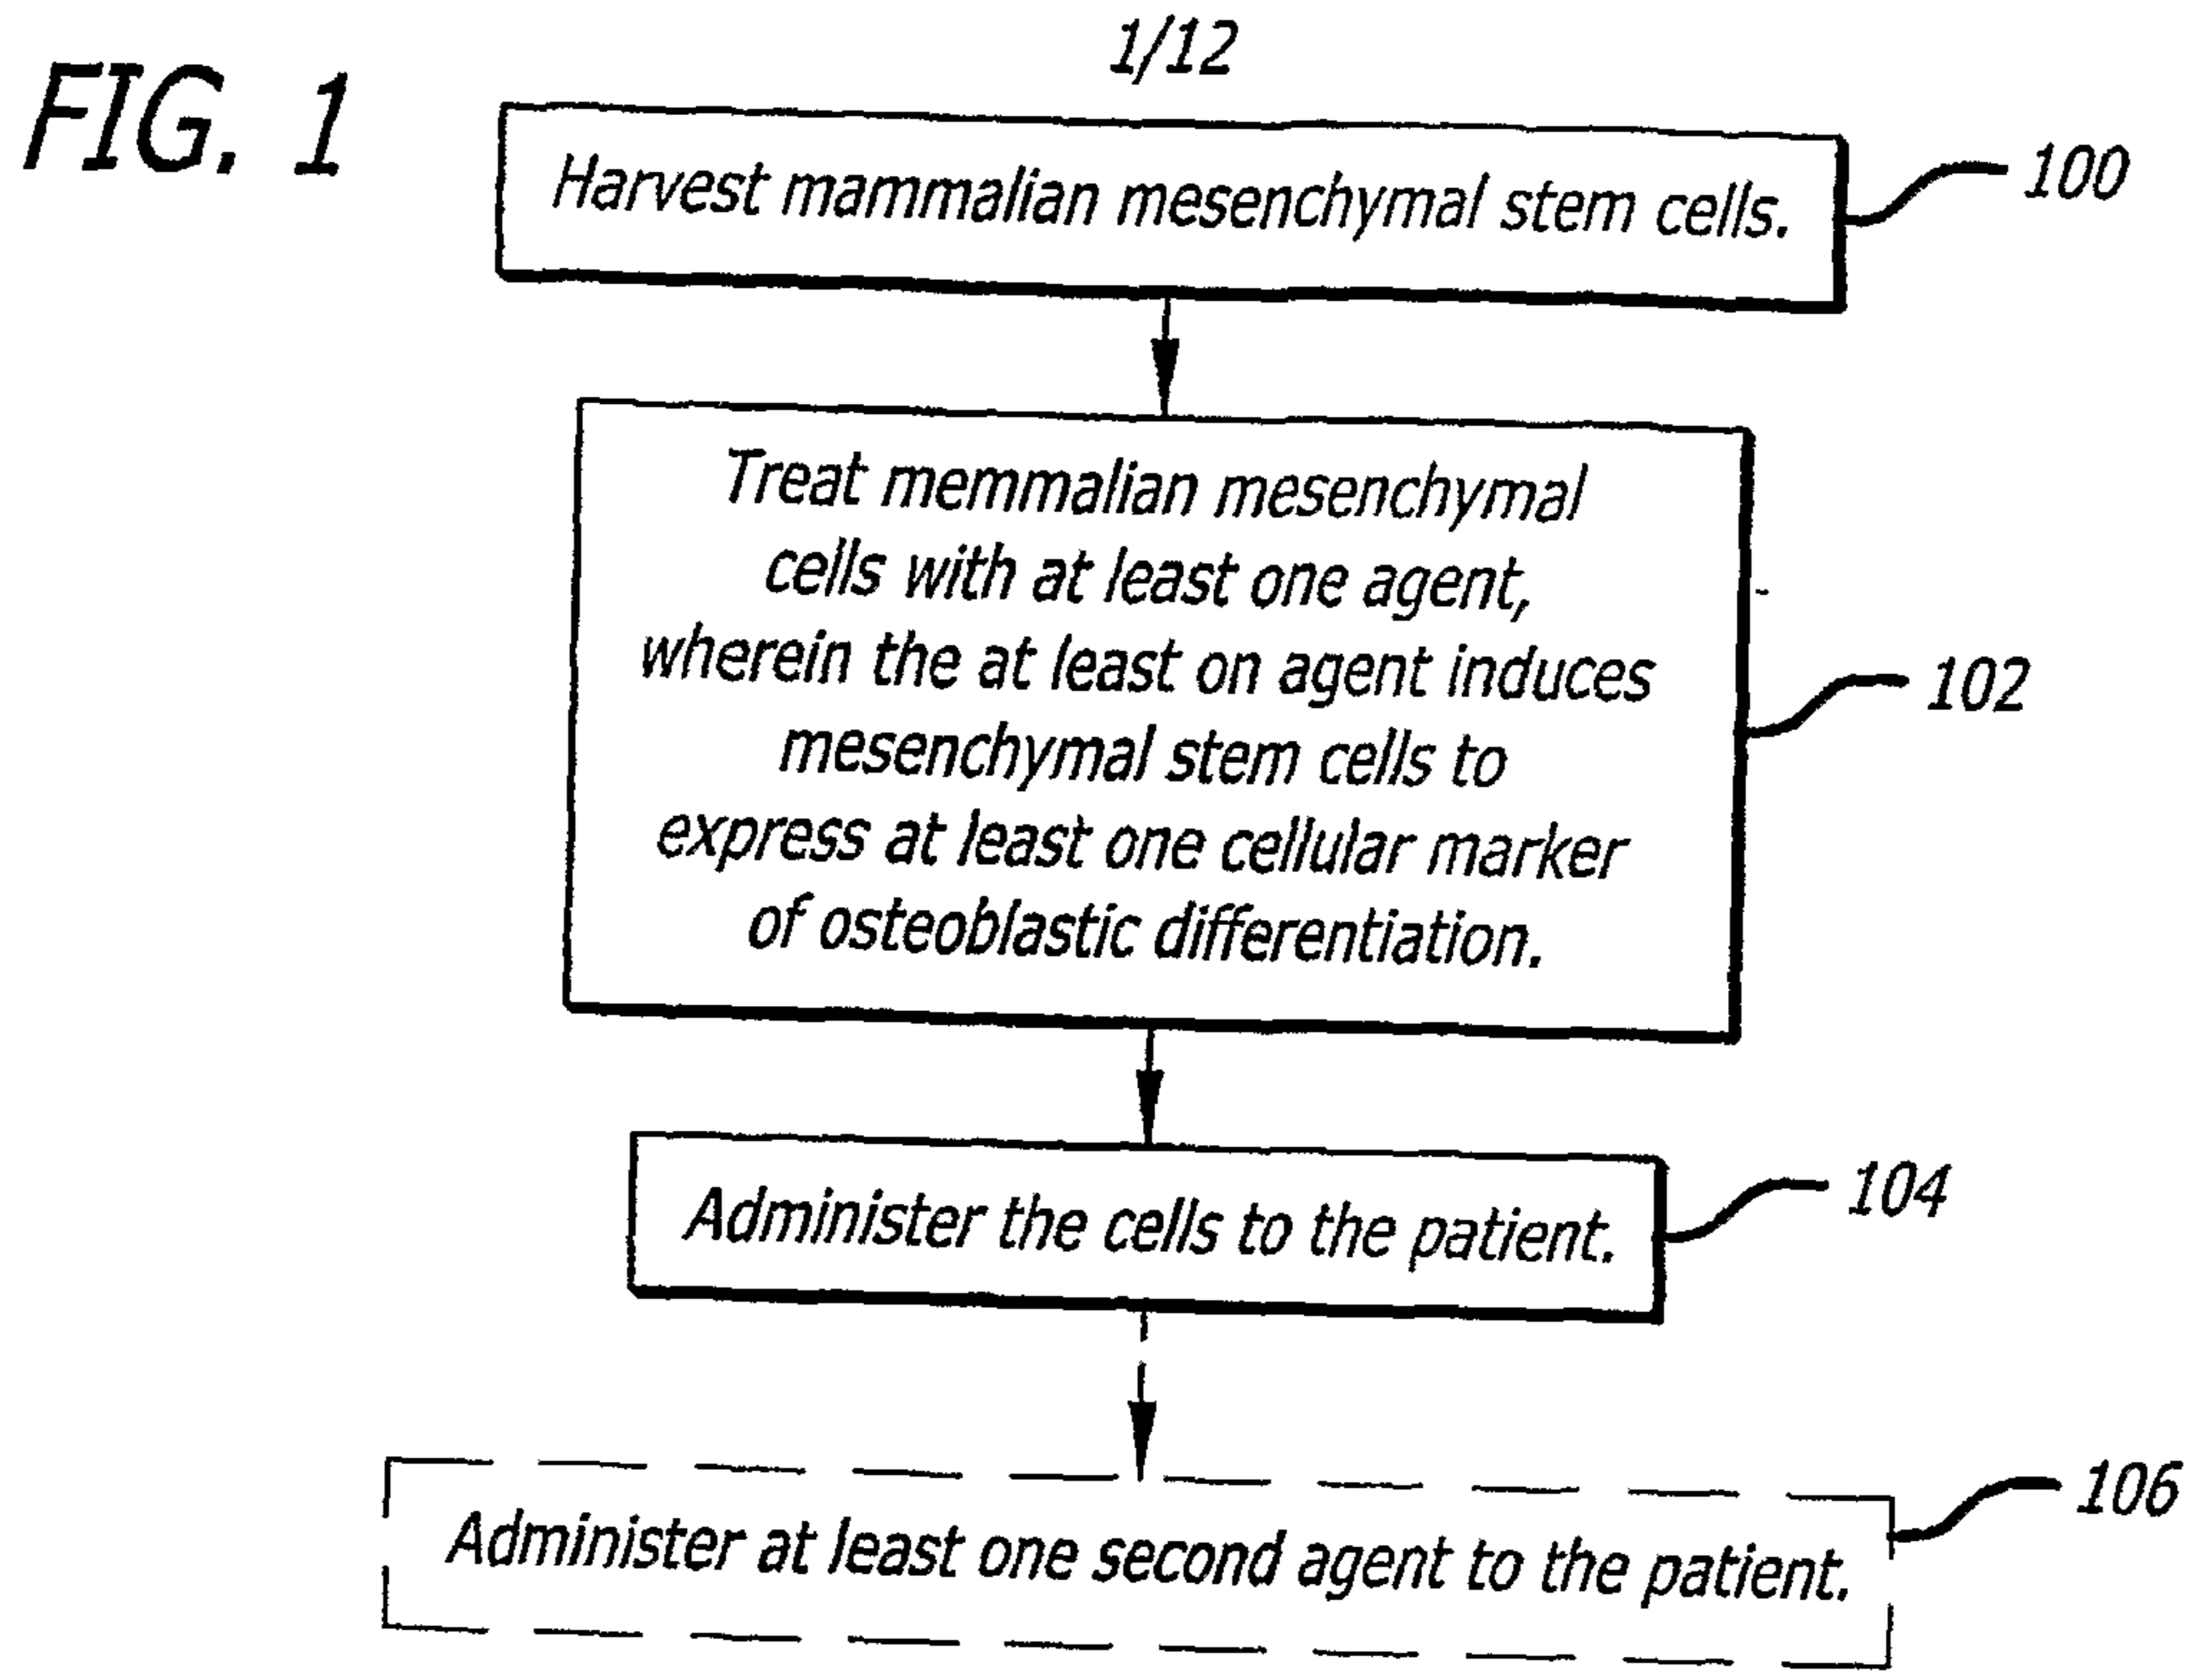 1/12
FIG. 1
Harvest mammalian mesenchymal stem cells.
100
Treat memmalian mesenchymal
cells with at least one agent,
wherein the at least on agent induces
mesenchymal stem cells to
express at least one cellular marker
of osteoblastic differentiation.
102
Administer the cells to the patient.
104
Administer at least one second agent to the patient.
106